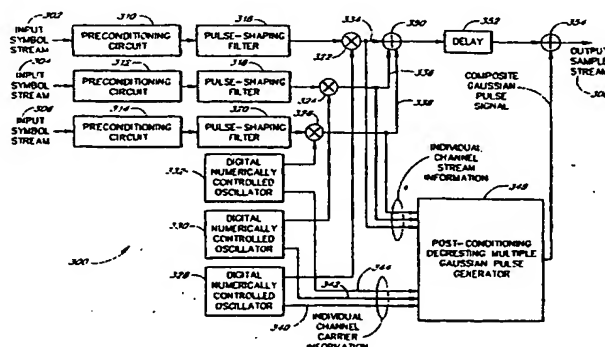 302
310
316
INPUT SYMBOL STREAM
PRECONDITIONING CIRCUIT
PULSE-SHAPING FILTER
322
334
350
352
DELAY
354
OUTPUT SAMPLE STREAM
304
312
318
INPUT SYMBOL STREAM
PRECONDITIONING CIRCUIT
PULSE-SHAPING FILTER
324
336
338
COMPOSITE GAUSSIAN PULSE SIGNAL
306
314
320
INPUT SYMBOL STREAM
PRECONDITIONING CIRCUIT
PULSE-SHAPING FILTER
326
332
DIGITAL NUMERICALLY CONTROLLED OSCILLATOR
INDIVIDUAL CHANNEL STREAM INFORMATION
348
330
DIGITAL NUMERICALLY CONTROLLED OSCILLATOR
POST-CONDITIONING DECRESTING MULTIPLE GAUSSIAN PULSE GENERATOR
300
328
DIGITAL NUMERICALLY CONTROLLED OSCILLATOR
344
342
340
INDIVIDUAL CHANNEL CARRIER INFORMATION